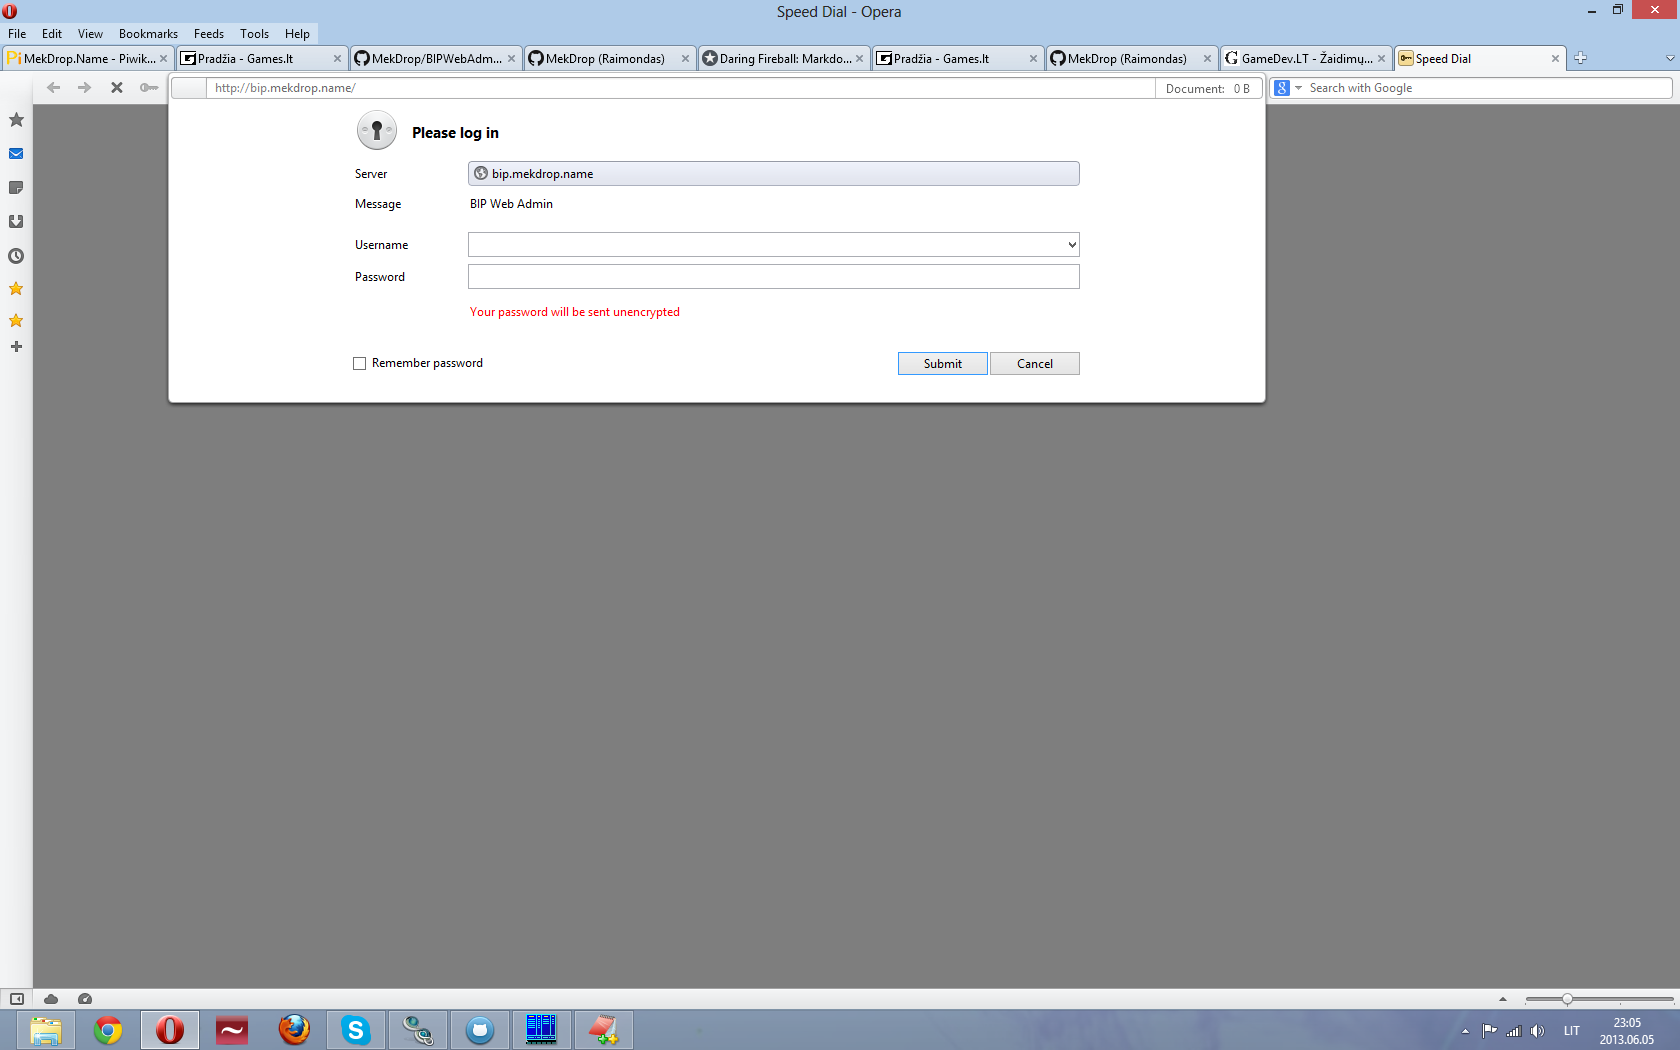 Speed Dial - Opera
File Edit View Bookmarks Feeds Tools Help
MekDrop.Name - Piwik... Pradžia - Games.lt MekDrop/BIPWebAdm... MekDrop (Raimondas) Daring Fireball: Markdo... Pradžia - Games.lt MekDrop (Raimondas) GameDev.LT - Žaidimų... Speed Dial
http://bip.mekdrop.name/ Document: 0 B Search with Google
Please log in
Server bip.mekdrop.name
Message BIP Web Admin
Username
Password
Your password will be sent unencrypted
Remember password Submit Cancel
LIT 23:05
2013.06.05